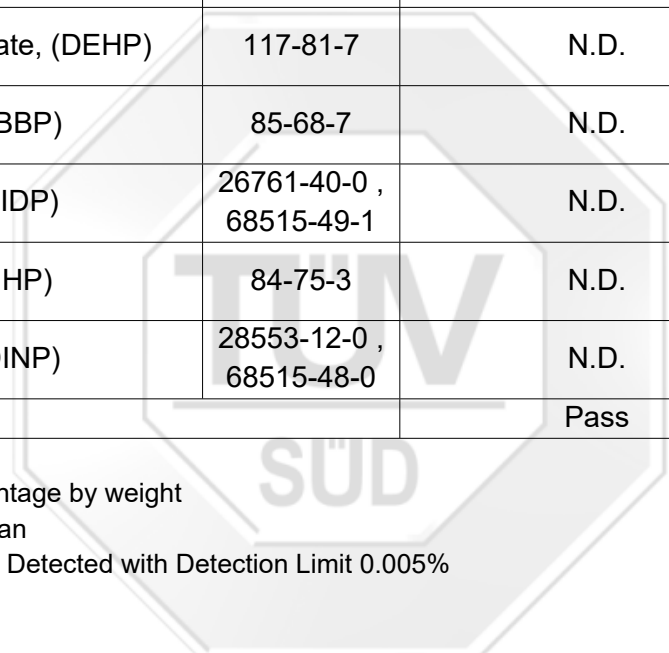 ate, (DEHP) 117-81-7 N.D.
BBP) 85-68-7 N.D.
IDP) 26761-40-0 , N.D.
68515-49-1
HP) 84-75-3 N.D.
INP) 28553-12-0 , N.D.
68515-48-0
Pass
ntage by weight
an
Detected with Detection Limit 0.005%
TÜV
SÜD